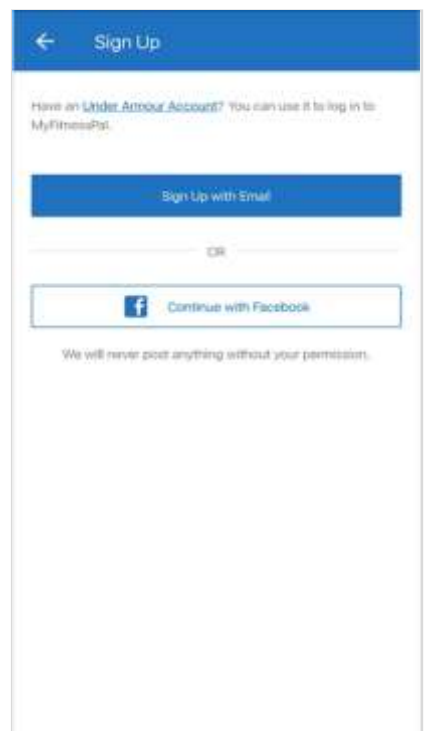 Sign Up
Have an Under Armour Account? You can use it to log in to
MyFitnessPal.
Sign Up with Email
OR
Continue with Facebook
We will never post anything without your permission.